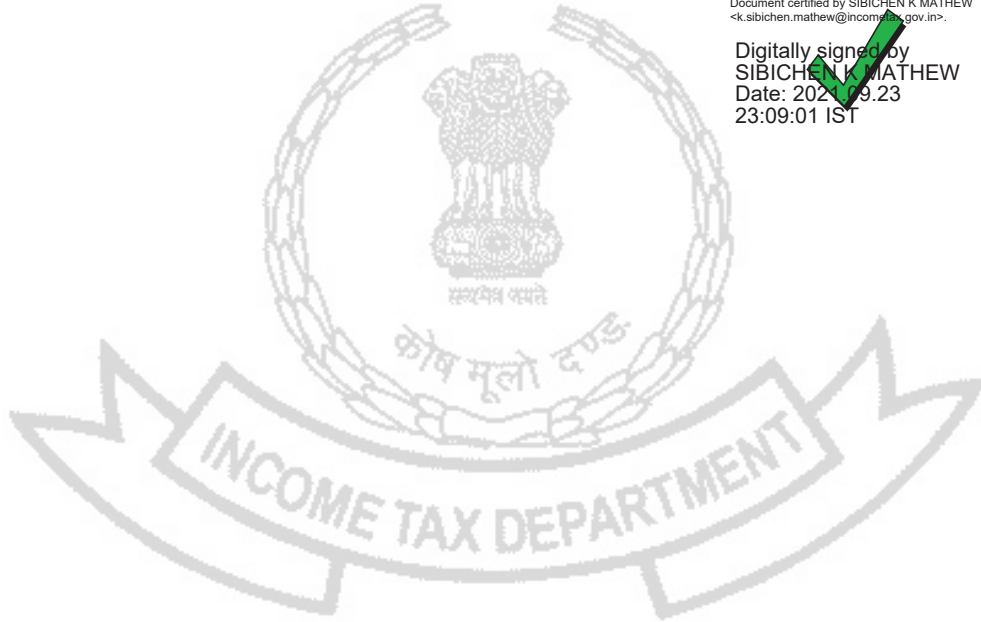 Document certified by SIBICHEN K MATHEW
<k.sibichen.mathew@incometax.gov.in>.
Digitally signed by
SIBICHEN K MATHEW
Date: 2021.09.23
23:09:01 IST
सत्यमेव जयते
कोष मूलो दण्ड
INCOME TAX DEPARTMENT